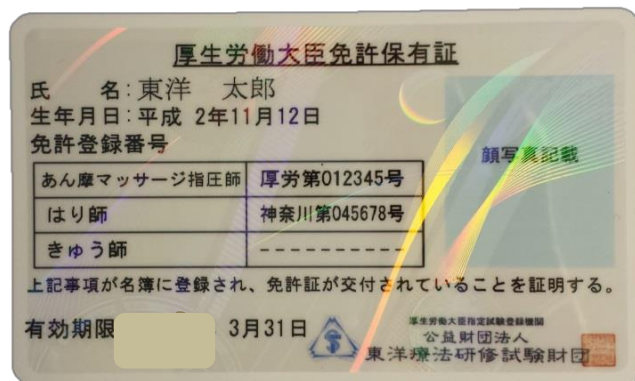 厚生労働大臣免許保有証
氏 名:東洋 太郎
生年月日:平成 2年11月12日
免許登録番号
あん摩マッサージ指圧師 厚労第012345号
はり師 神奈川第045678号
きゅう師 -----------
上記事項が名簿に登録され、免許証が交付されていることを証明する。
有効期限 3月31日
顔写真記載
厚生労働大臣指定試験登録機関
公益財団法人
東洋療法研修試験財団